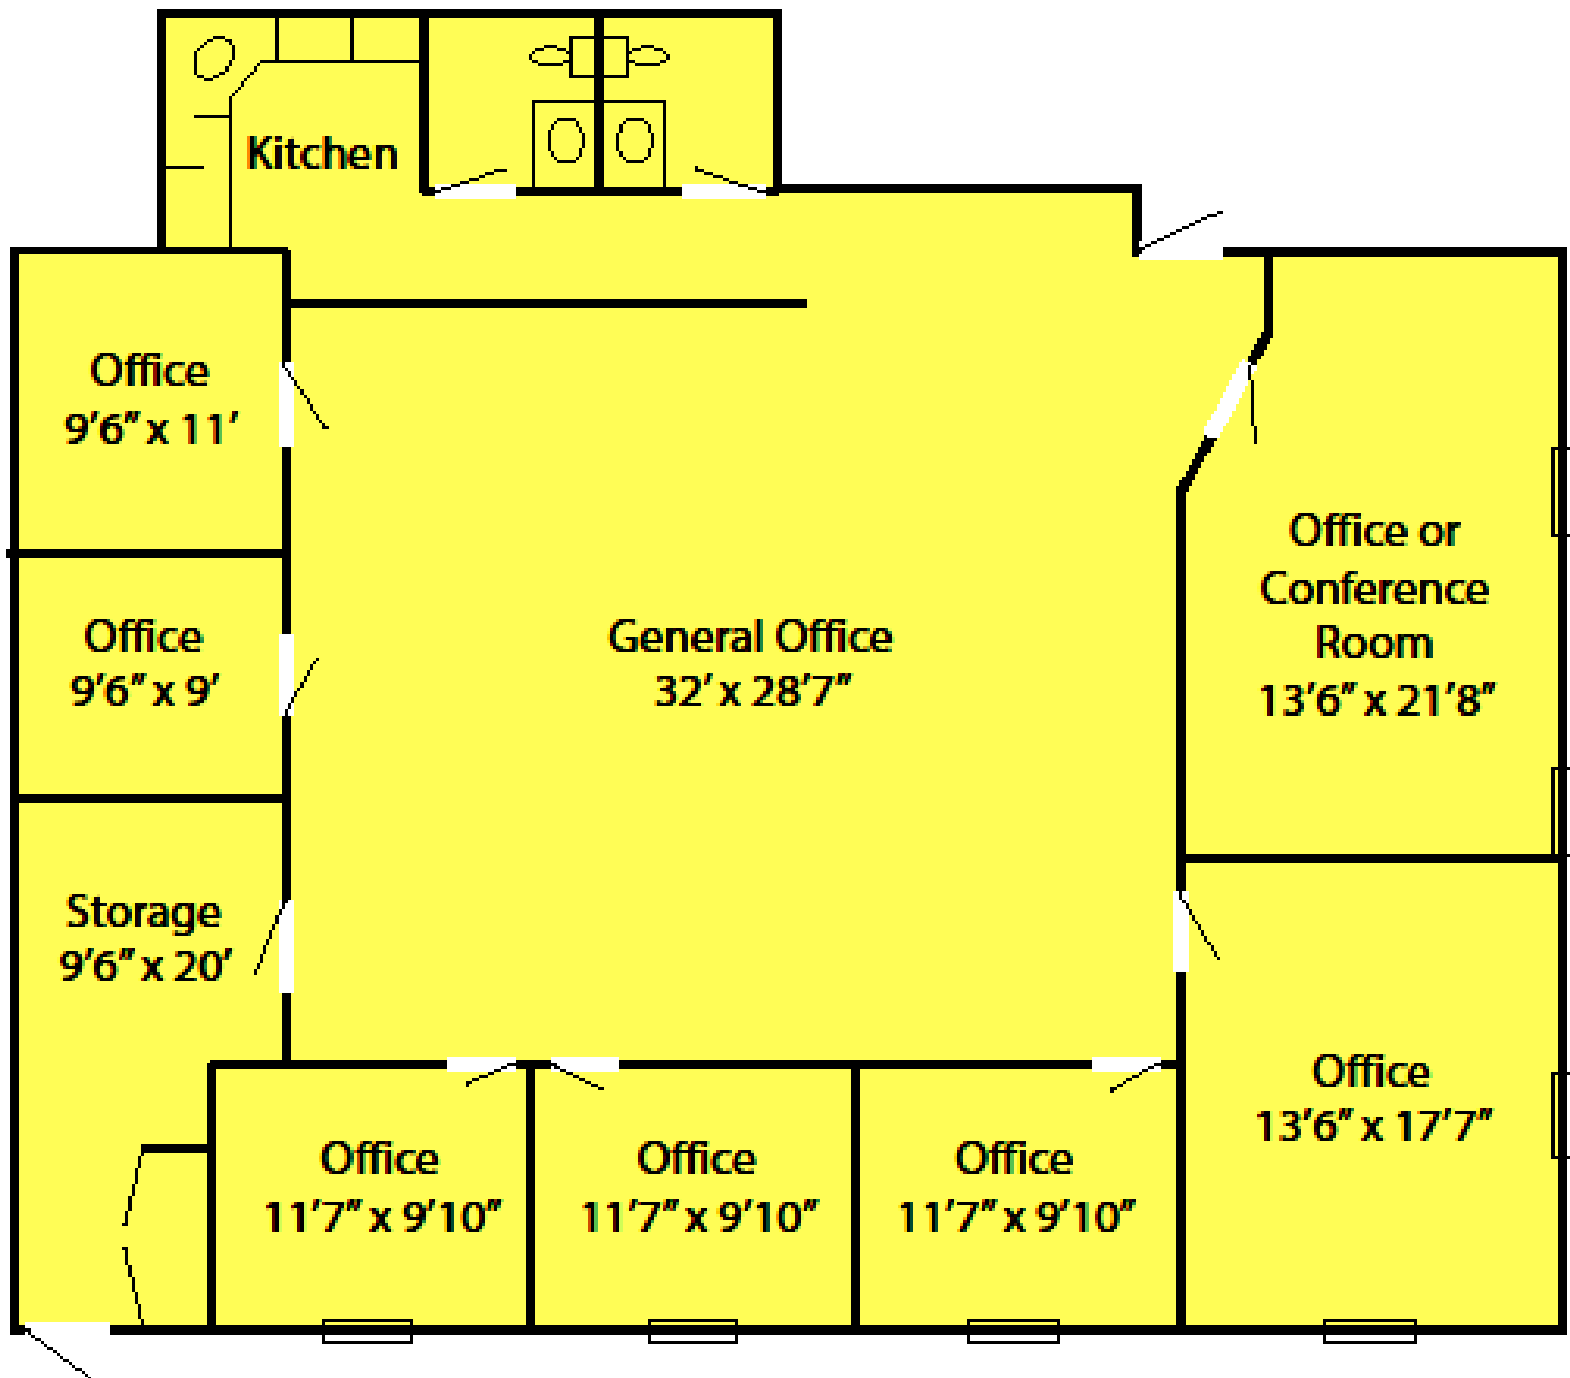 Kitchen
Office
9'6" x 11'
Office
9'6" x 9'
Storage
9'6" x 20'
General Office
32' x 28'7"
Office or
Conference
Room
13'6" x 21'8"
Office
13'6" x 17'7"
Office
11'7" x 9'10"
Office
11'7" x 9'10"
Office
11'7" x 9'10"